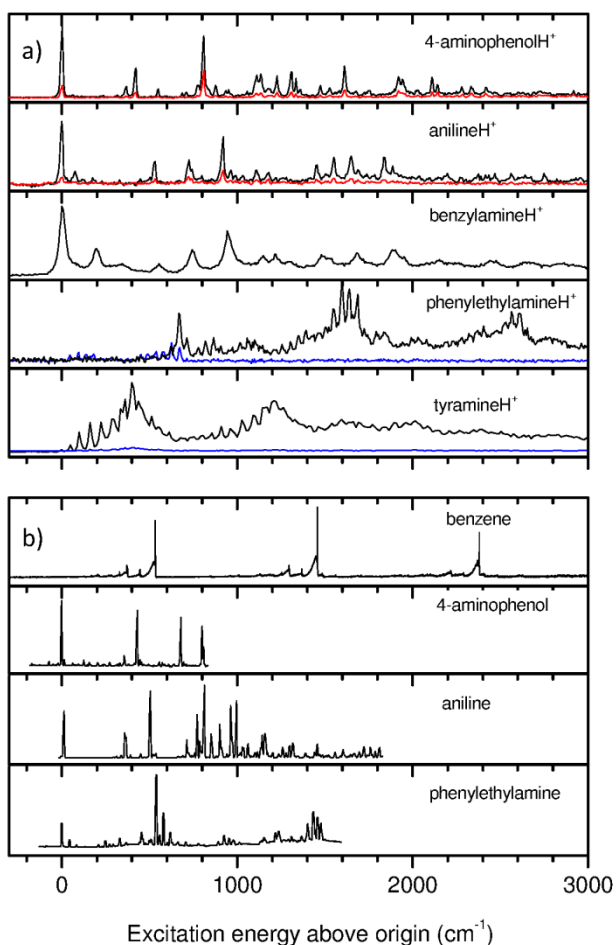 a)
4-aminophenolH⁺
anilineH⁺
benzylamineH⁺
phenylethylamineH⁺
tyramineH⁺
b)
benzene
4-aminophenol
aniline
phenylethylamine
0 1000 2000 3000
Excitation energy above origin (cm⁻¹)